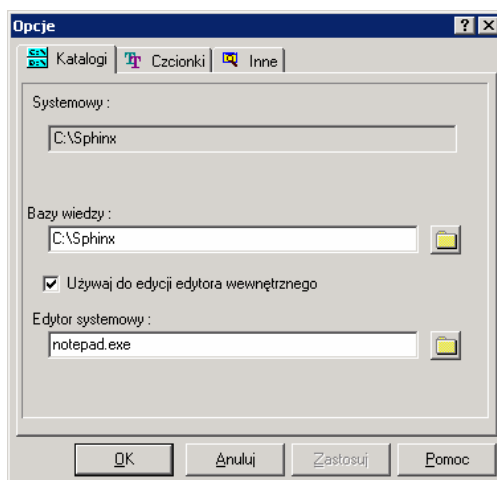 Opcje
Katalogi Czcionki Inne
Systemowy :
C:\Sphinx
Bazy wiedzy :
C:\Sphinx
Używaj do edycji edytora wewnętrznego
Edytor systemowy :
notepad.exe
OK Anuluj Zastosuj Pomoc